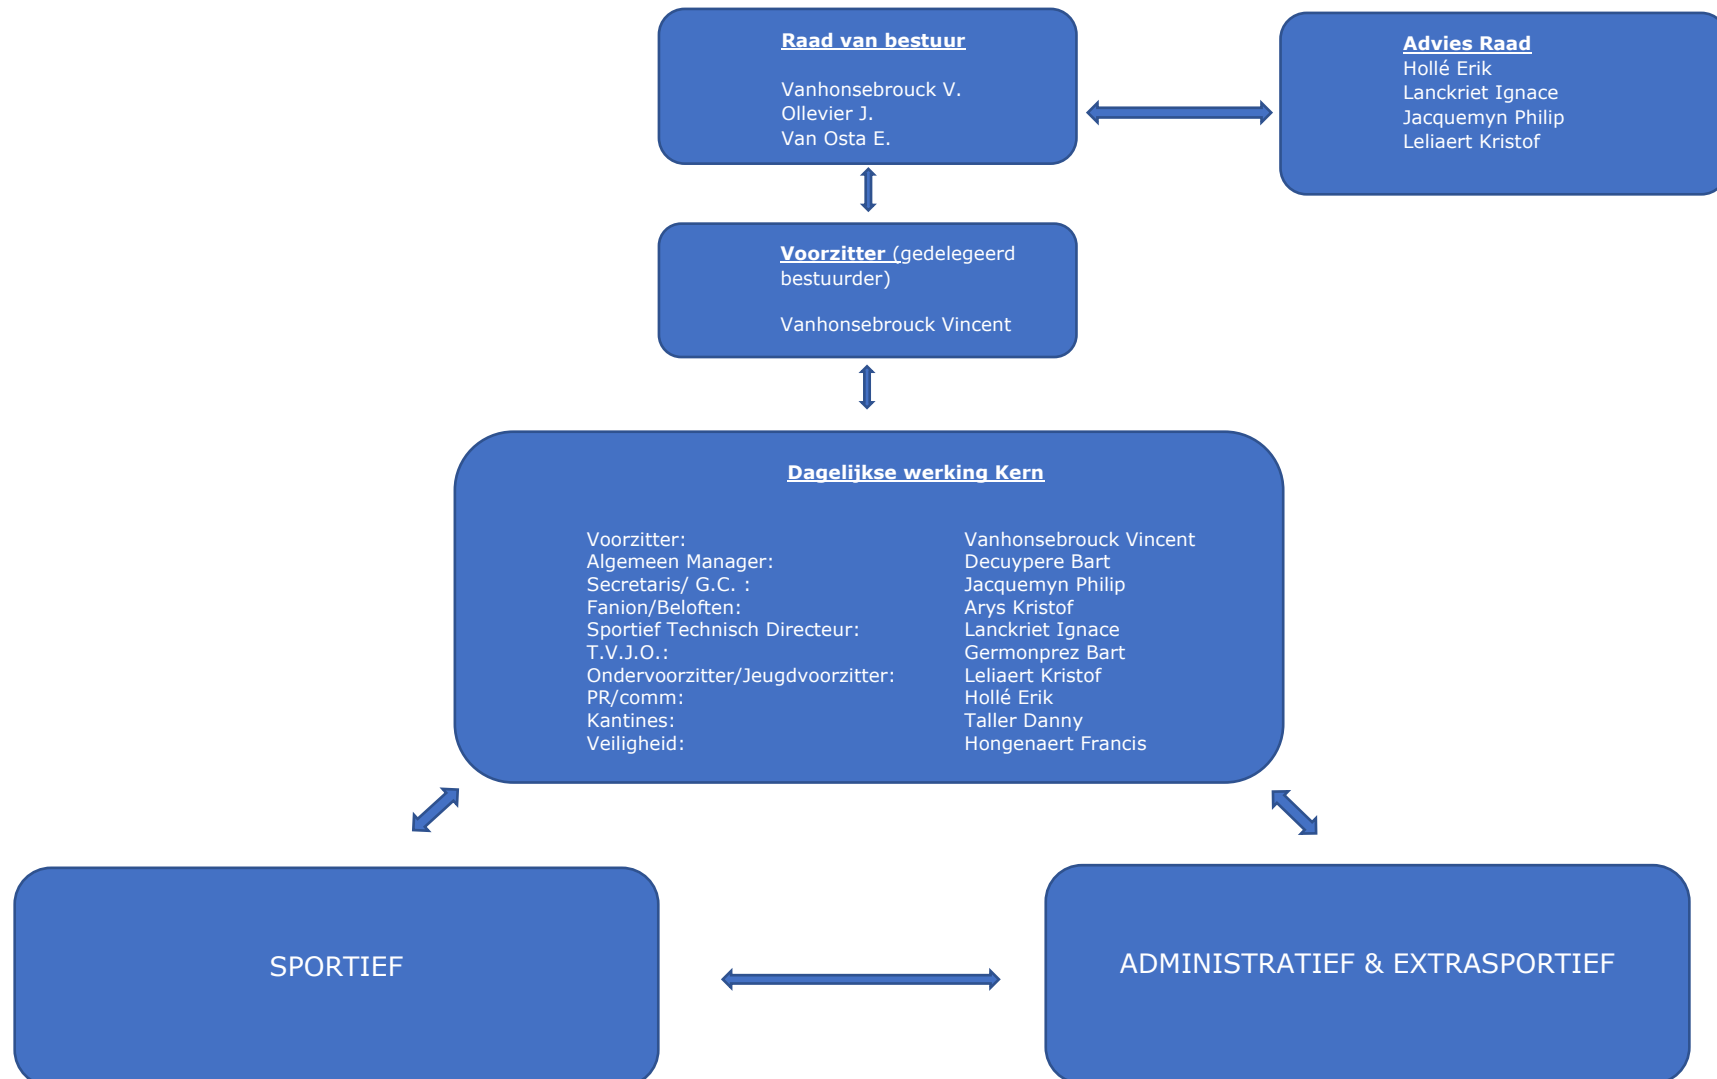 Raad van bestuur
Vanhonsebrouck V.
Ollevier J.
Van Osta E.
Advies Raad
Hollé Erik
Lanckriet Ignace
Jacquemyn Philip
Leliaert Kristof
Voorzitter (gedelegeerd
bestuurder)
Vanhonsebrouck Vincent
Dagelijkse werking Kern
Voorzitter: Vanhonsebrouck Vincent
Algemeen Manager: Decuypere Bart
Secretaris/ G.C. : Jacquemyn Philip
Fanion/Beloften: Arys Kristof
Sportief Technisch Directeur: Lanckriet Ignace
T.V.J.O.: Germonprez Bart
Ondervoorzitter/Jeugdvoorzitter: Leliaert Kristof
PR/comm: Hollé Erik
Kantines: Taller Danny
Veiligheid: Hongenaert Francis
SPORTIEF
ADMINISTRATIEF & EXTRASPORTIEF